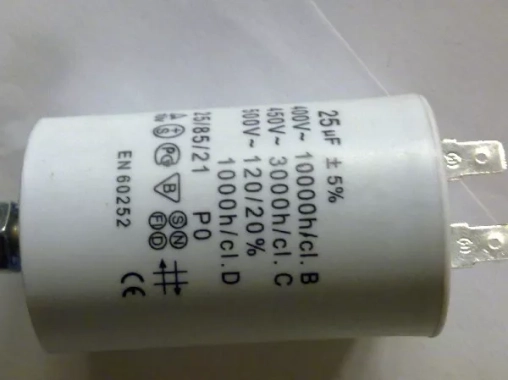 25 µF ± 5%
400V~ 10000h/cl. B
450V~ 3000h/cl. C
500V~ 120/20%
1000h/cl.D
25/85/21 P0
S N
FI D
B
EN 60252
CE